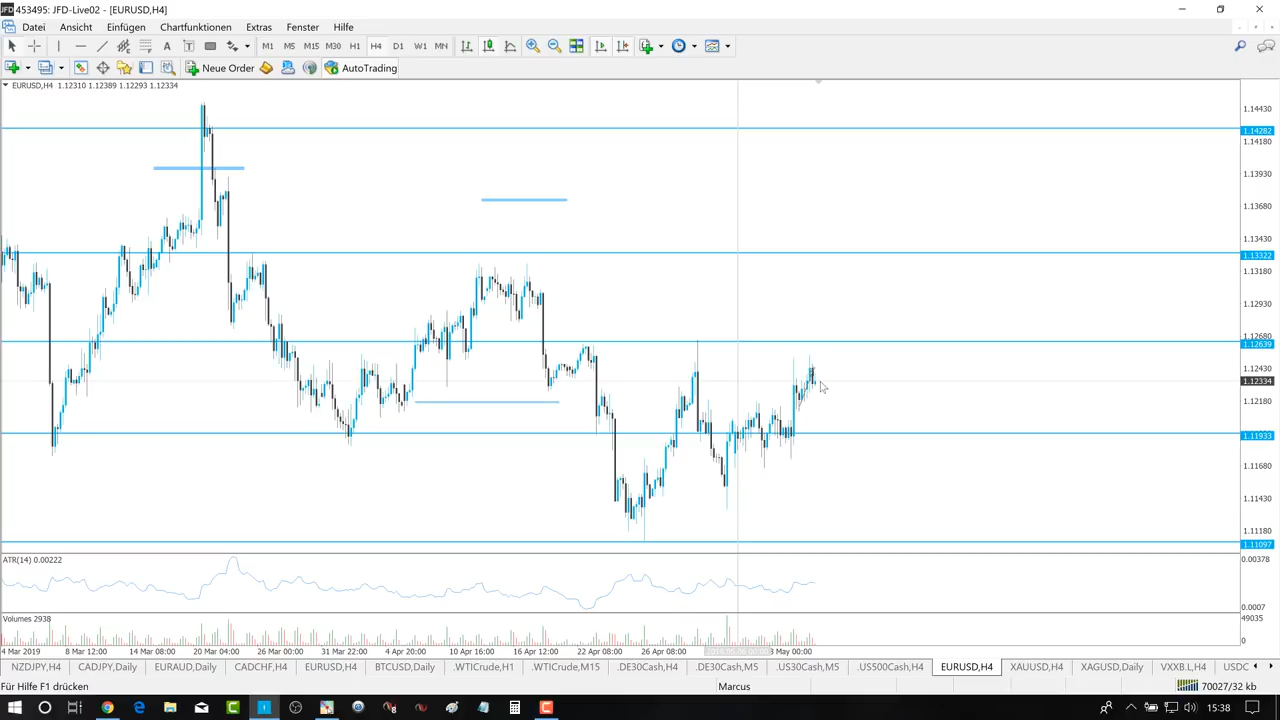 453495: JFD-Live02 - [EURUSD,H4]
Datei Ansicht Einfügen Chartfunktionen Extras Fenster Hilfe
A T M1 M5 M15 M30 H1 H4 D1 W1 MN
New Order AutoTrading
EURUSD,H4 1.12310 1.12389 1.12293 1.12334
1.14430
1.14282
1.14180
1.13930
1.13680
1.13430
1.13322
1.13180
1.12930
1.12680
1.12639
1.12430
1.12334
1.12180
1.11933
1.11680
1.11430
1.11180
1.11097
ATR(14) 0.00222
0.00378
0.0007
Volumes 2938
49035
0
4 Mar 2019 8 Mar 12:00 14 Mar 08:00 20 Mar 04:00 26 Mar 00:00 31 Mar 22:00 4 Apr 20:00 10 Apr 16:00 16 Apr 12:00 22 Apr 08:00 26 Apr 08:00 3 May 00:00
NZDJPY,H4 CADJPY,Daily EURAUD,Daily CADCHF,H4 EURUSD,H4 BTCUSD,Daily .WTICrude,H1 .WTICrude,M15 .DE30Cash,H4 .DE30Cash,M5 .US30Cash,M5 .US500Cash,H4 EURUSD,H4 XAUUSD,H4 XAGUSD,Daily VXXB.L,H4 USDC
Für Hilfe F1 drücken Marcus 70027/32 kb
15:38